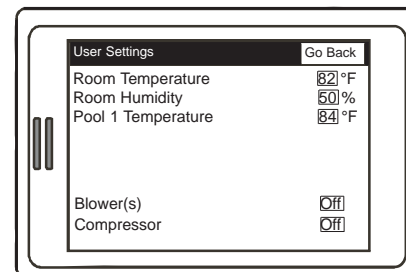 User Settings Go Back
Room Temperature 82 °F
Room Humidity 50 %
Pool 1 Temperature 84 °F
Blower(s) Off
Compressor Off